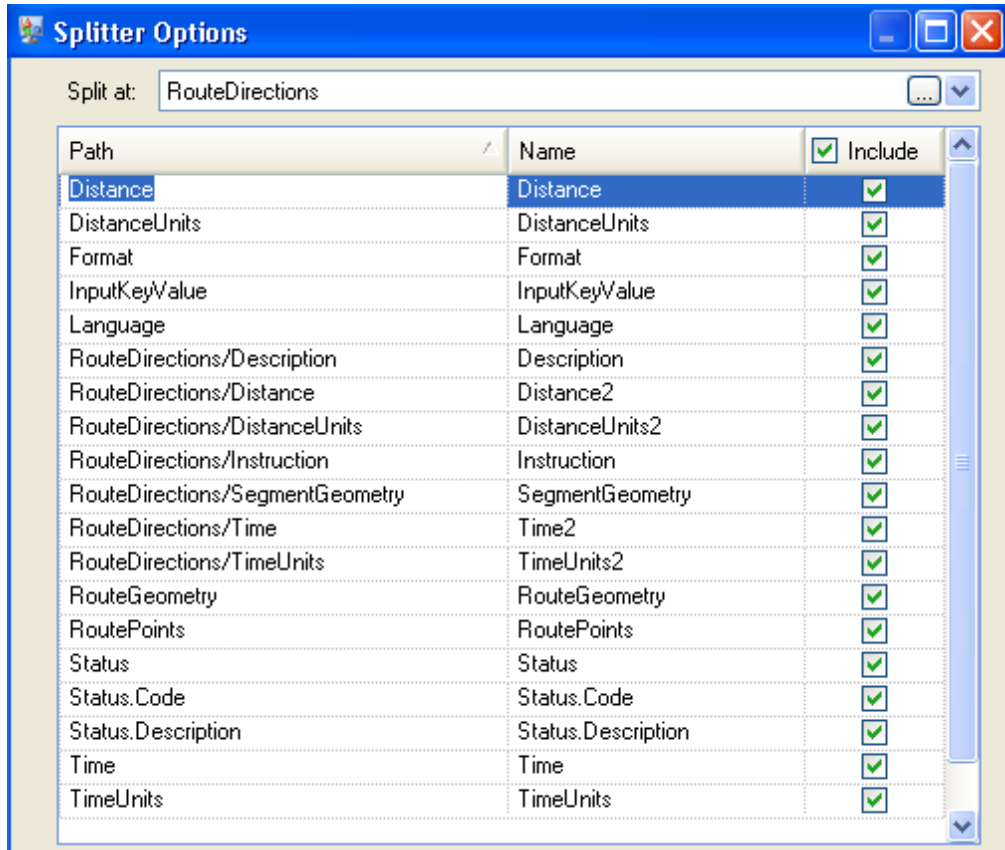 Splitter Options
Split at: RouteDirections ...
Path Name Include
Distance Distance
DistanceUnits DistanceUnits
Format Format
InputKeyValue InputKeyValue
Language Language
RouteDirections/Description Description
RouteDirections/Distance Distance2
RouteDirections/DistanceUnits DistanceUnits2
RouteDirections/Instruction Instruction
RouteDirections/SegmentGeometry SegmentGeometry
RouteDirections/Time Time2
RouteDirections/TimeUnits TimeUnits2
RouteGeometry RouteGeometry
RoutePoints RoutePoints
Status Status
Status.Code Status.Code
Status.Description Status.Description
Time Time
TimeUnits TimeUnits